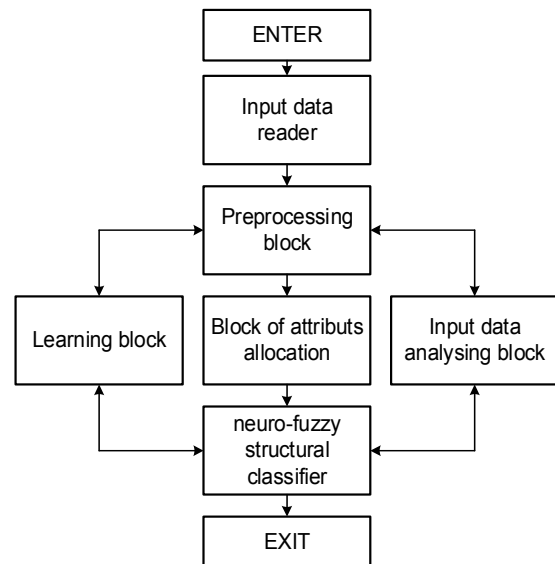 ENTER
Input data
reader
Preprocessing
block
Learning block
Block of attributs
allocation
Input data
analysing block
neuro-fuzzy
structural
classifier
EXIT